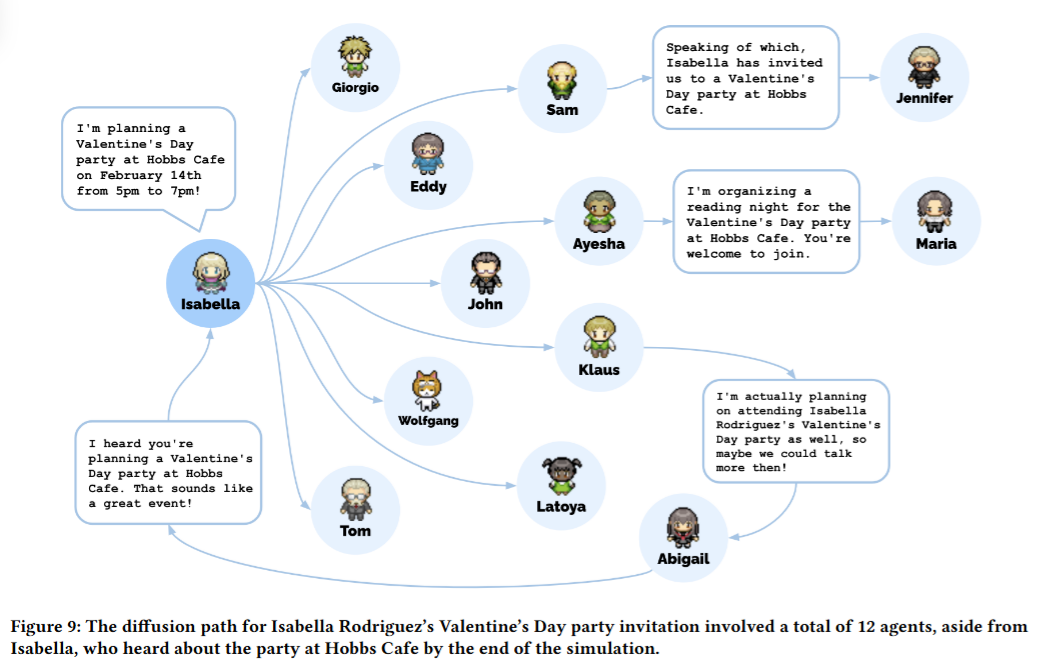 Giorgio
Sam
Speaking of which,
Isabella has invited
us to a Valentine's
Day party at Hobbs
Cafe.
Jennifer
I'm planning a
Valentine's Day
party at Hobbs Cafe
on February 14th
from 5pm to 7pm!
Eddy
Ayesha
I'm organizing a
reading night for the
Valentine's Day party
at Hobbs Cafe. You're
welcome to join.
Maria
Isabella
John
Klaus
Wolfgang
I'm actually planning
on attending Isabella
Rodriguez's Valentine's
Day party as well, so
maybe we could talk
more then!
I heard you're
planning a Valentine's
Day party at Hobbs
Cafe. That sounds like
a great event!
Tom
Latoya
Abigail
Figure 9: The diffusion path for Isabella Rodriguez's Valentine's Day party invitation involved a total of 12 agents, aside from
Isabella, who heard about the party at Hobbs Cafe by the end of the simulation.